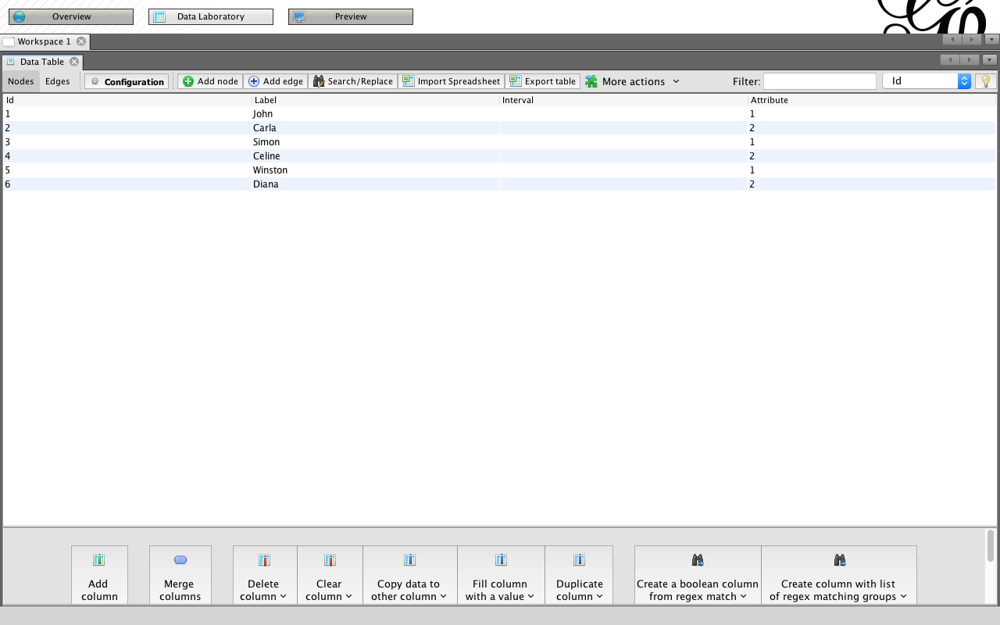 Overview Data Laboratory Preview
Workspace 1
Data Table
Nodes Edges Configuration Add node Add edge Search/Replace Import Spreadsheet Export table More actions Filter: Id
Id Label Interval Attribute
1 John 1
2 Carla 2
3 Simon 1
4 Celine 2
5 Winston 1
6 Diana 2
Add column
Merge columns
Delete column
Clear column
Copy data to other column
Fill column with a value
Duplicate column
Create a boolean column from regex match
Create column with list of regex matching groups